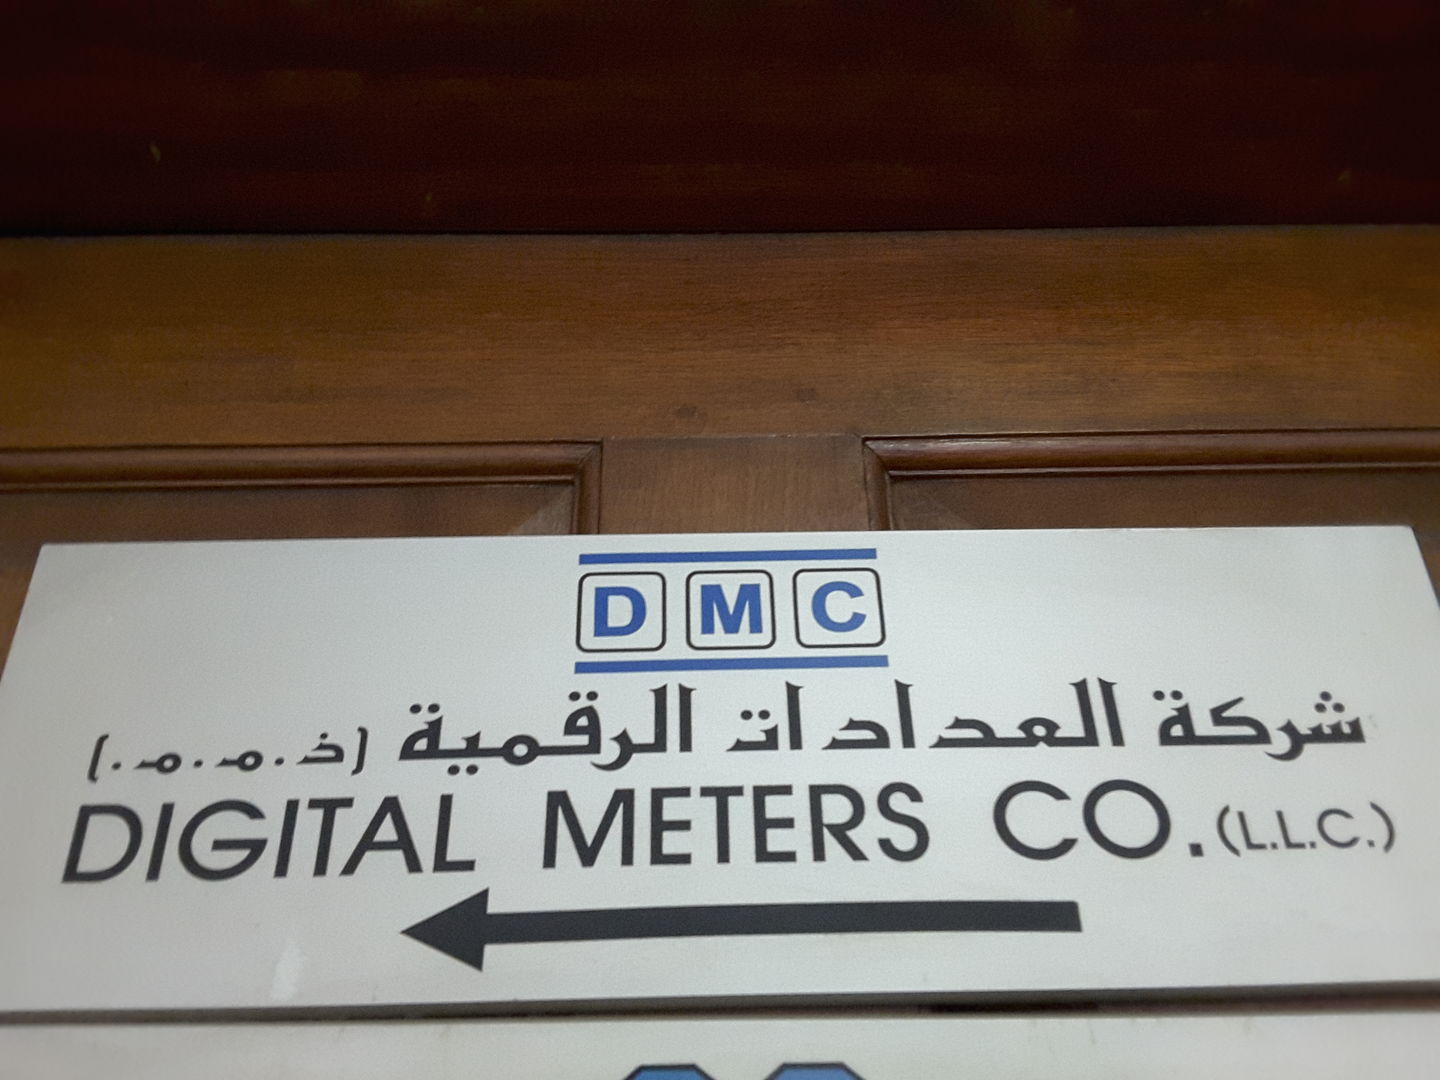 DMC
شركة العدادات الرقمية (ذ.م.م.)
DIGITAL METERS CO.(L.L.C.)